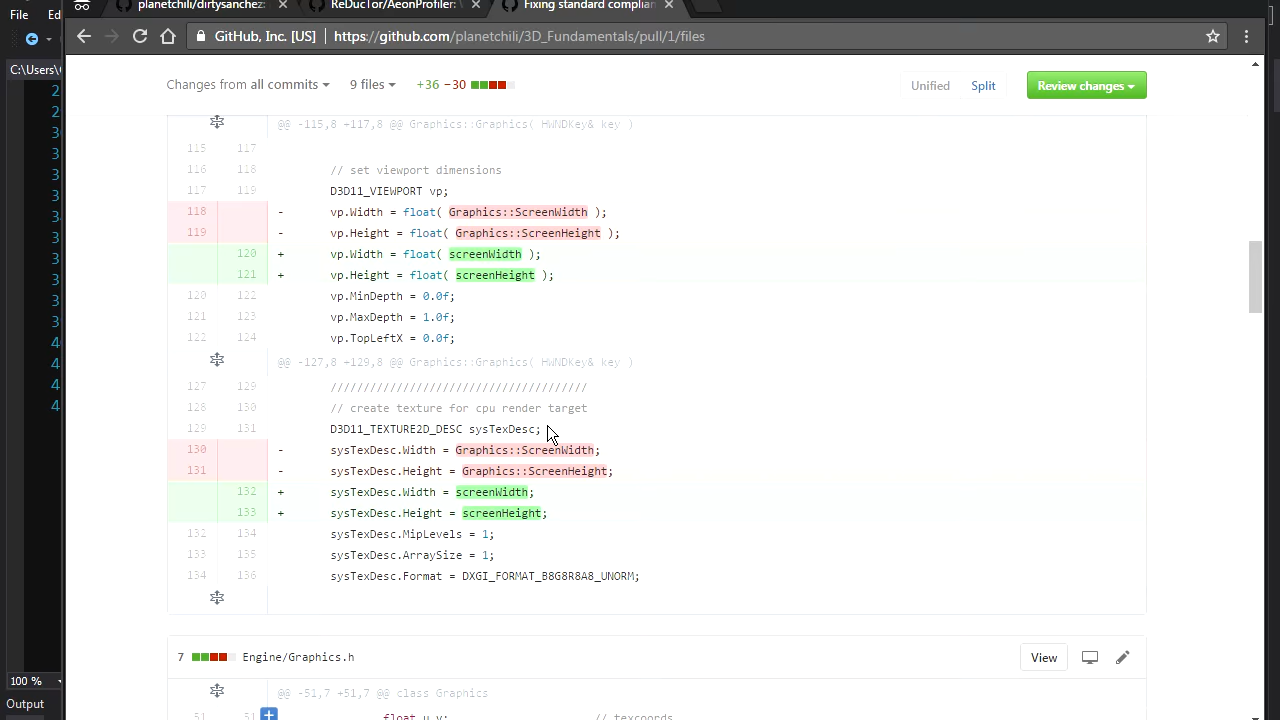 File Ed
planetchili/dirtysanchez: ReDucTor/AeonProfiler: Fixing standard complian
GitHub, Inc. [US] https://github.com/planetchili/3D_Fundamentals/pull/1/files
C:\Users\
Changes from all commits 9 files +36 −30 Unified Split Review changes
@@ -115,8 +117,8 @@ Graphics::Graphics( HWNDKey& key )
115 117
116 118 // set viewport dimensions
117 119 D3D11_VIEWPORT vp;
118 - vp.Width = float( Graphics::ScreenWidth );
119 - vp.Height = float( Graphics::ScreenHeight );
120 + vp.Width = float( screenWidth );
121 + vp.Height = float( screenHeight );
120 122 vp.MinDepth = 0.0f;
121 123 vp.MaxDepth = 1.0f;
122 124 vp.TopLeftX = 0.0f;
@@ -127,8 +129,8 @@ Graphics::Graphics( HWNDKey& key )
127 129 ///////////////////////////////////////
128 130 // create texture for cpu render target
129 131 D3D11_TEXTURE2D_DESC sysTexDesc;
130 - sysTexDesc.Width = Graphics::ScreenWidth;
131 - sysTexDesc.Height = Graphics::ScreenHeight;
132 + sysTexDesc.Width = screenWidth;
133 + sysTexDesc.Height = screenHeight;
132 134 sysTexDesc.MipLevels = 1;
133 135 sysTexDesc.ArraySize = 1;
134 136 sysTexDesc.Format = DXGI_FORMAT_B8G8R8A8_UNORM;
7 Engine/Graphics.h View
@@ -51,7 +51,7 @@ class Graphics
51 51 float u,v; // texcoords
100 %
Output